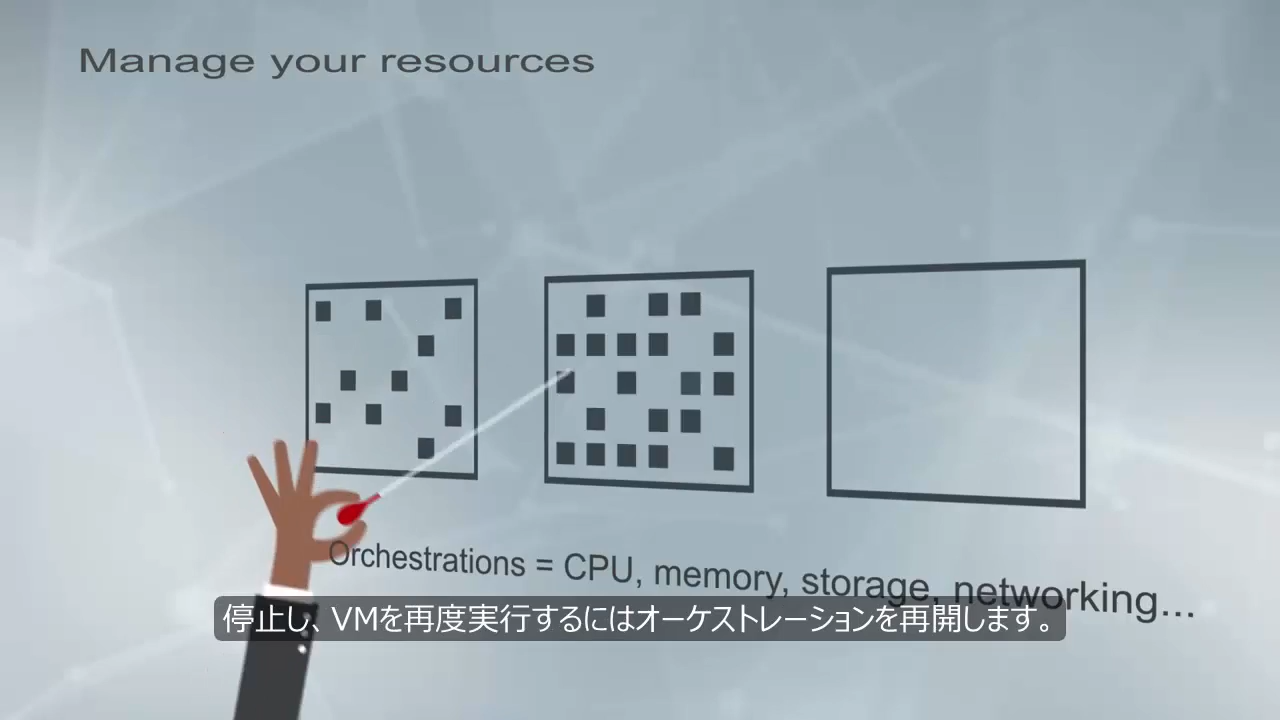 Manage your resources
Orchestrations = CPU, memory, storage, networking...
停止し、VMを再度実行するにはオーケストレーションを再開します。